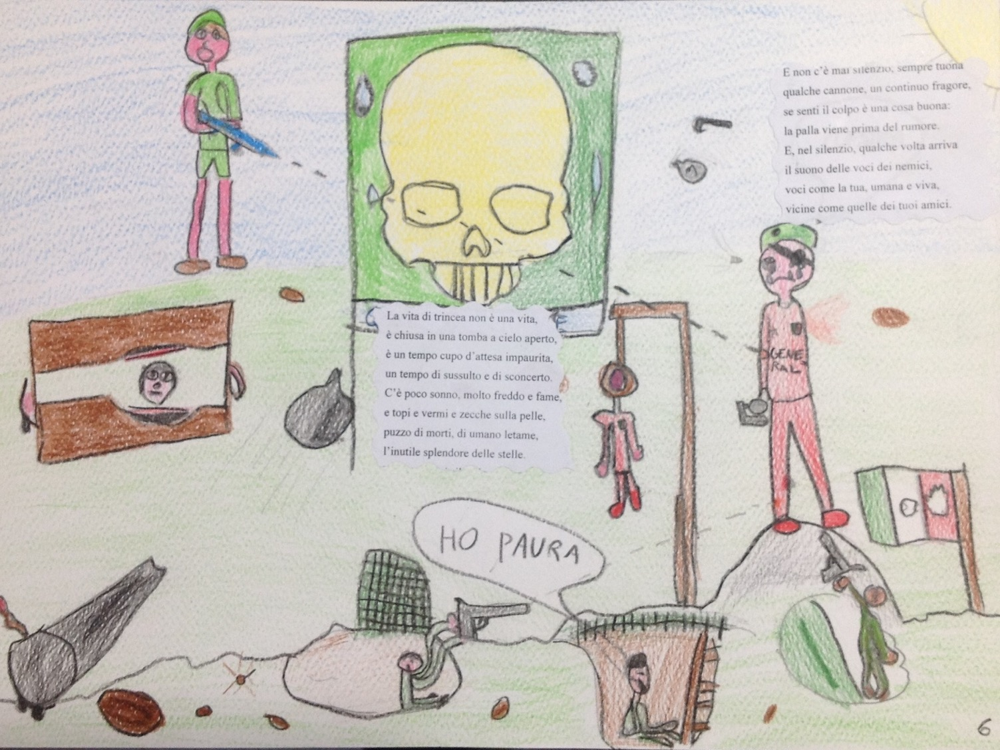 E non c'è mai silenzio, sempre tuona
qualche cannone, un continuo fragore,
se senti il colpo è una cosa buona:
la palla viene prima del rumore.
E, nel silenzio, qualche volta arriva
il suono delle voci dei nemici,
voci come la tua, umana e viva,
vicine come quelle dei tuoi amici.
La vita di trincea non è una vita,
è chiusa in una tomba a cielo aperto,
è un tempo cupo d'attesa impaurita,
un tempo di sussulto e di sconcerto.
C'è poco sonno, molto freddo e fame,
e topi e vermi e zecche sulla pelle,
puzzo di morti, di umano letame,
l'inutile splendore delle stelle.
GENE
RAL
HO PAURA
6